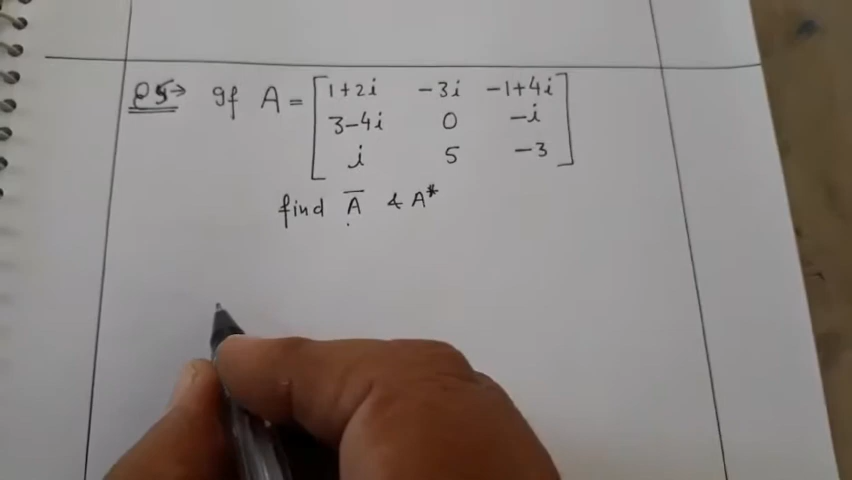 Q5→ If A = [ 1+2i -3i -1+4i
3-4i 0 -i
i 5 -3 ]
find A̅ & A*